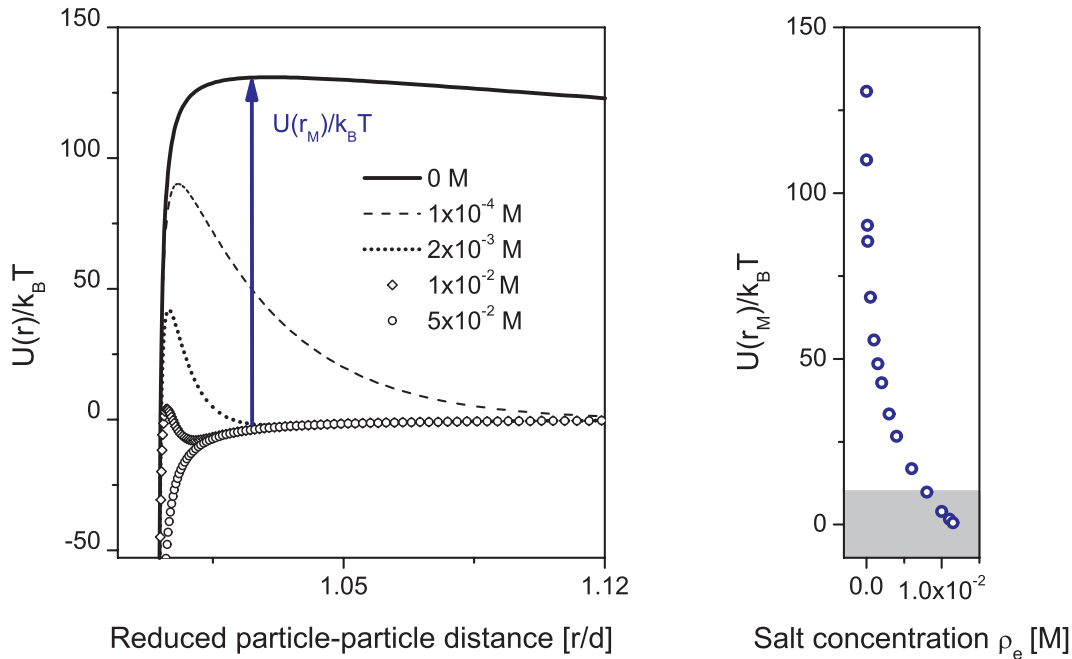 150
100
50
0
-50
U(r)/k_BT
U(r_M)/k_BT
0 M
1x10^-4 M
2x10^-3 M
1x10^-2 M
5x10^-2 M
1.05
1.12
Reduced particle-particle distance [r/d]
150
100
50
0
U(r_M)/k_BT
0.0
1.0x10^-2
Salt concentration ρ_e [M]